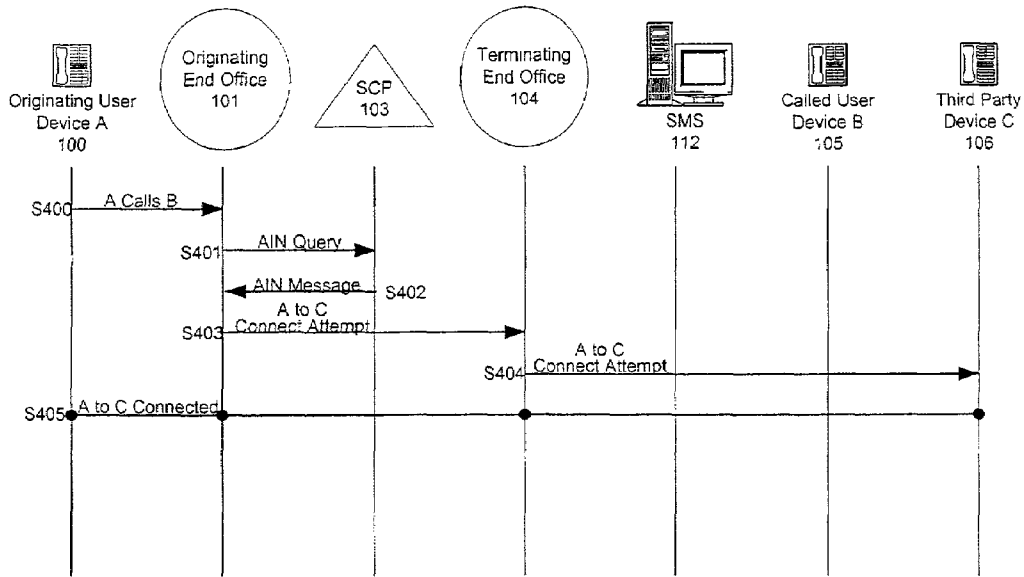 Originating User
Device A
100
Originating
End Office
101
SCP
103
Terminating
End Office
104
SMS
112
Called User
Device B
105
Third Party
Device C
106
S400
A Calls B
S401
AIN Query
AIN Message
S402
A to C
S403
Connect Attempt
A to C
S404
Connect Attempt
S405
A to C Connected